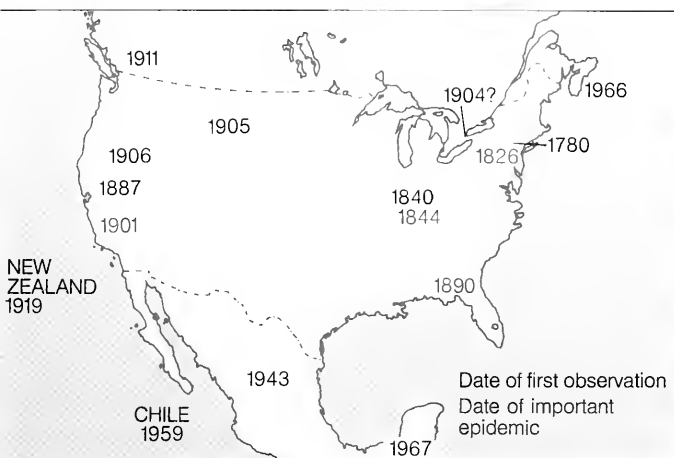 1911
1904?
1966
1905
1826
1780
1906
1887
1840
1844
1901
NEW
ZEALAND
1919
1890
1943
Date of first observation
Date of important
epidemic
CHILE
1959
1967